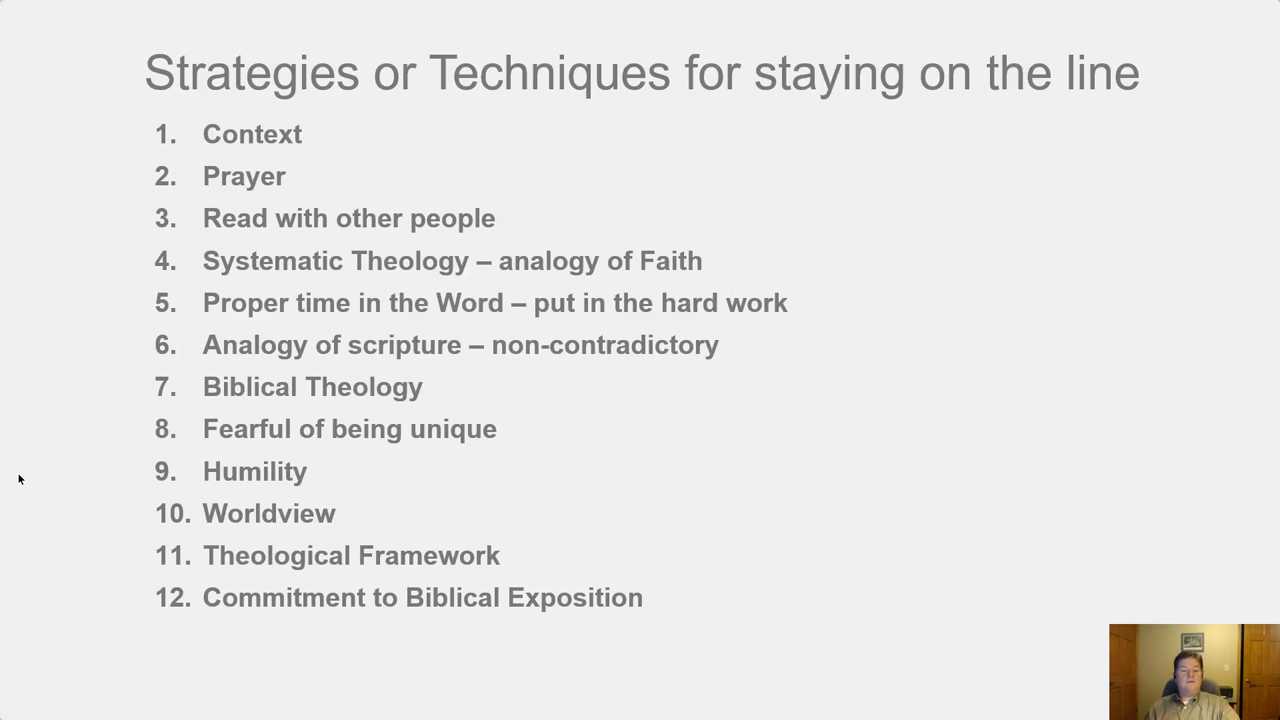 Strategies or Techniques for staying on the line
1. Context
2. Prayer
3. Read with other people
4. Systematic Theology – analogy of Faith
5. Proper time in the Word – put in the hard work
6. Analogy of scripture – non-contradictory
7. Biblical Theology
8. Fearful of being unique
9. Humility
10. Worldview
11. Theological Framework
12. Commitment to Biblical Exposition